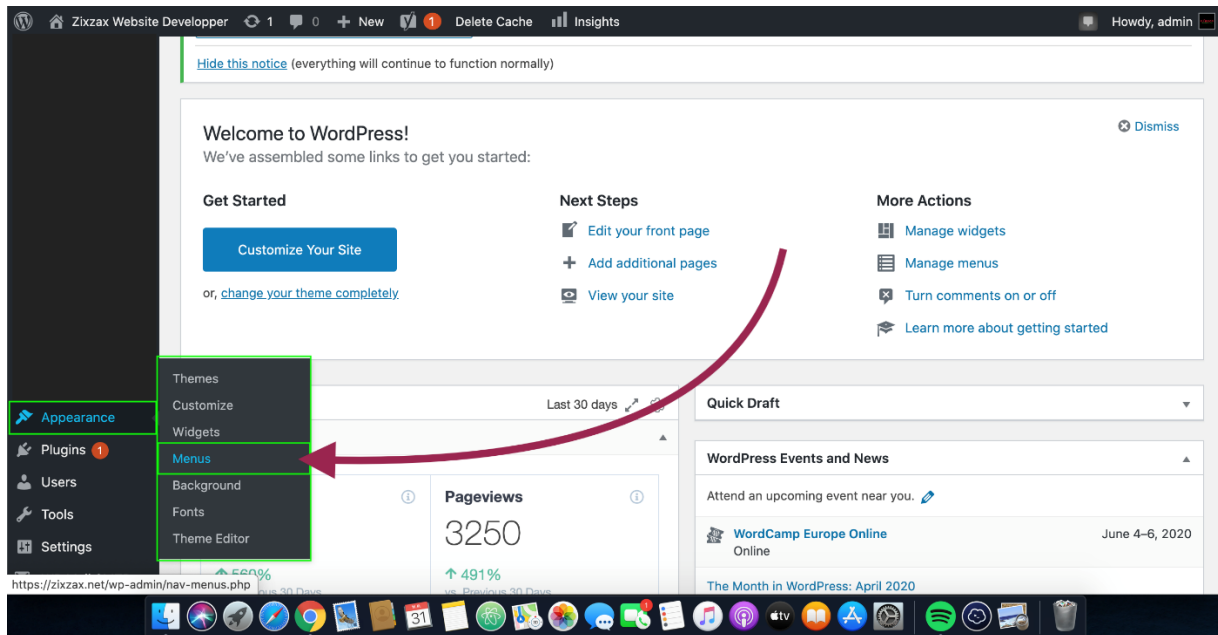 Zixzax Website Developper 1 0 + New 1 Delete Cache Insights Howdy, admin
Hide this notice (everything will continue to function normally)
Welcome to WordPress!
Dismiss
We've assembled some links to get you started:
Get Started
Customize Your Site
or, change your theme completely
Next Steps
Edit your front page
Add additional pages
View your site
More Actions
Manage widgets
Manage menus
Turn comments on or off
Learn more about getting started
Appearance
Plugins 1
Users
Tools
Settings
Themes
Customize
Widgets
Menus
Background
Fonts
Theme Editor
Last 30 days
Pageviews
3250
569%
491%
vs. Previous 30 Days
Quick Draft
WordPress Events and News
Attend an upcoming event near you.
WordCamp Europe Online June 4–6, 2020
Online
The Month in WordPress: April 2020
https://zixzax.net/wp-admin/nav-menus.php
31
tv
1